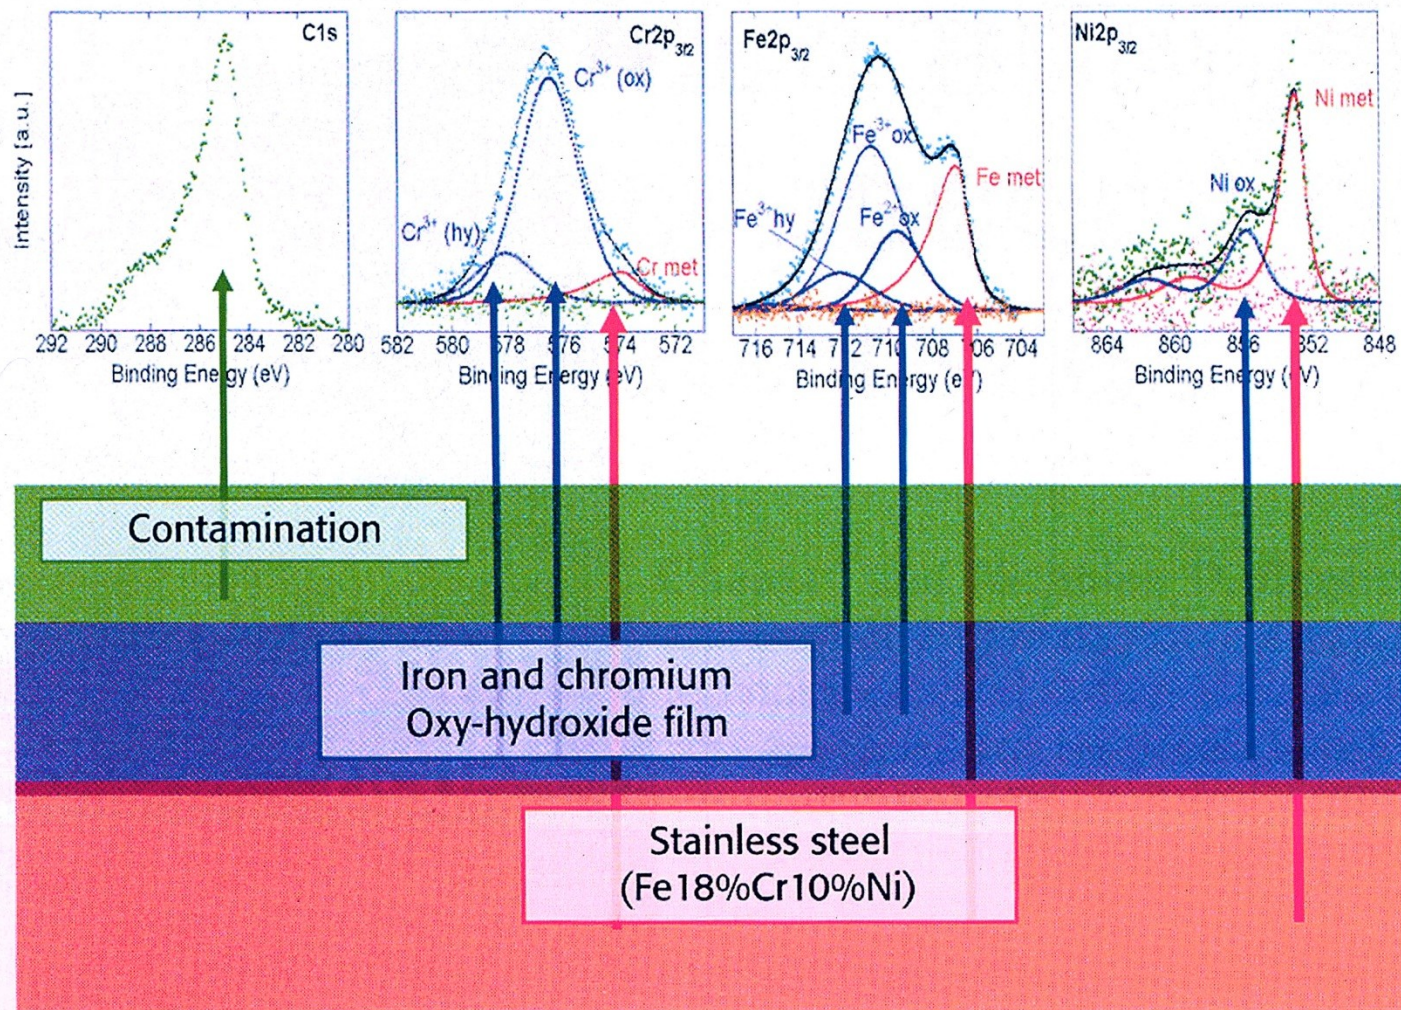 C1s
Intensity [a.u.]
292 290 288 286 284 282 280
Binding Energy (eV)
Cr2p3/2
Cr3+ (ox)
Cr3+ (hy)
Cr met
582 580 578 576 574 572
Binding Energy (eV)
Fe2p3/2
Fe3+ox
Fe3+hy
Fe2+ox
Fe met
716 714 712 710 708 706 704
Binding Energy (eV)
Ni2p3/2
Ni met
Ni ox
864 860 856 852 848
Binding Energy (eV)
Contamination
Iron and chromium
Oxy-hydroxide film
Stainless steel
(Fe18%Cr10%Ni)